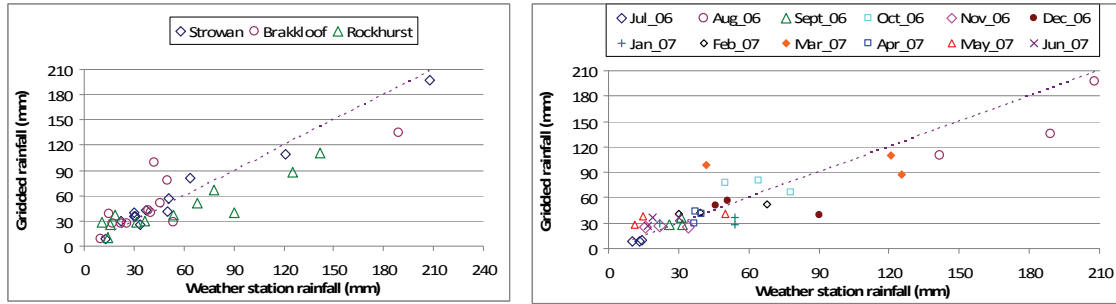 Strowan Brakkloof Rockhurst
Gridded rainfall (mm)
210
180
150
120
90
60
30
0
0 30 60 90 120 150 180 210 240
Weather station rainfall (mm)
Jul_06 Aug_06 Sept_06 Oct_06 Nov_06 Dec_06
Jan_07 Feb_07 Mar_07 Apr_07 May_07 Jun_07
Gridded rainfall (mm)
210
180
150
120
90
60
30
0
0 30 60 90 120 150 180 210
Weather station rainfall (mm)